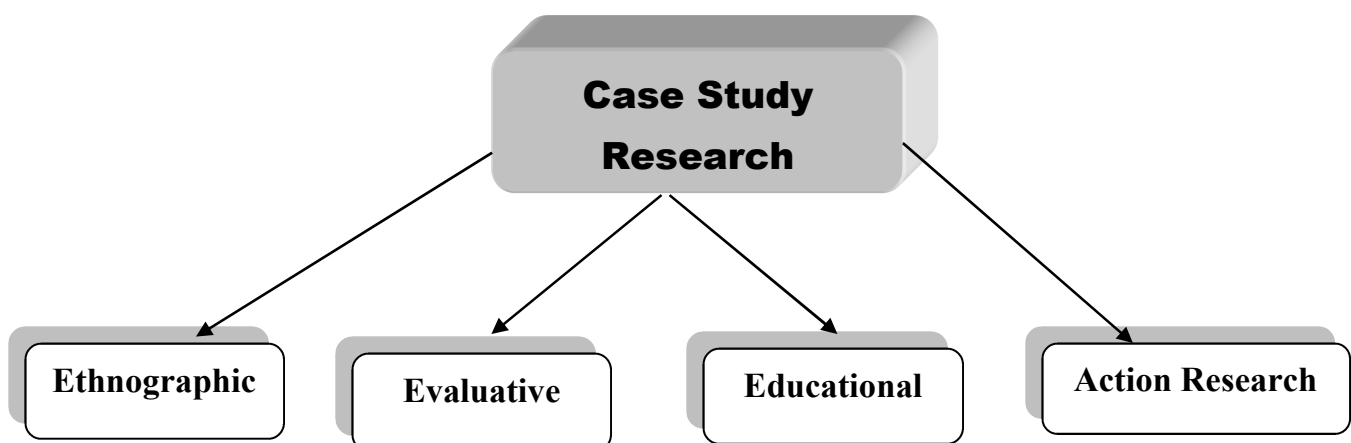 Case Study
Research
Ethnographic
Evaluative
Educational
Action Research